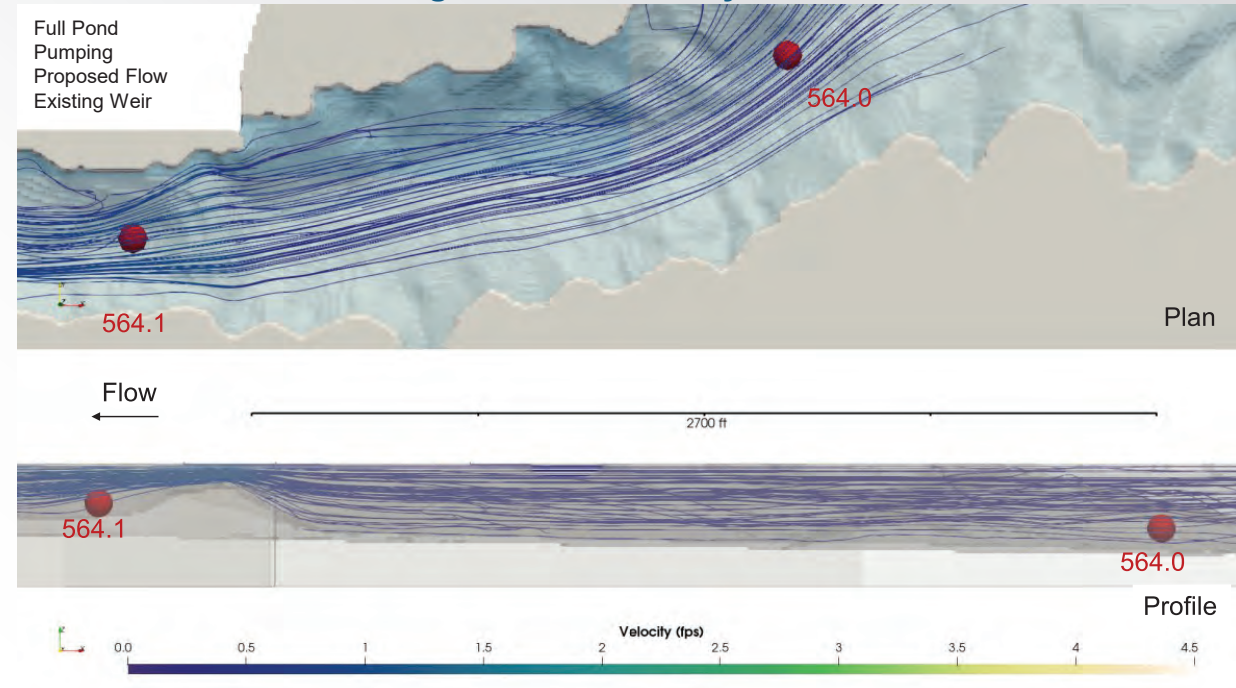 Full Pond
Pumping
Proposed Flow
Existing Weir
564.0
564.1
Plan
Flow
2700 ft
564.1
564.0
Profile
Velocity (fps)
0.0 0.5 1 1.5 2 2.5 3 3.5 4 4.5